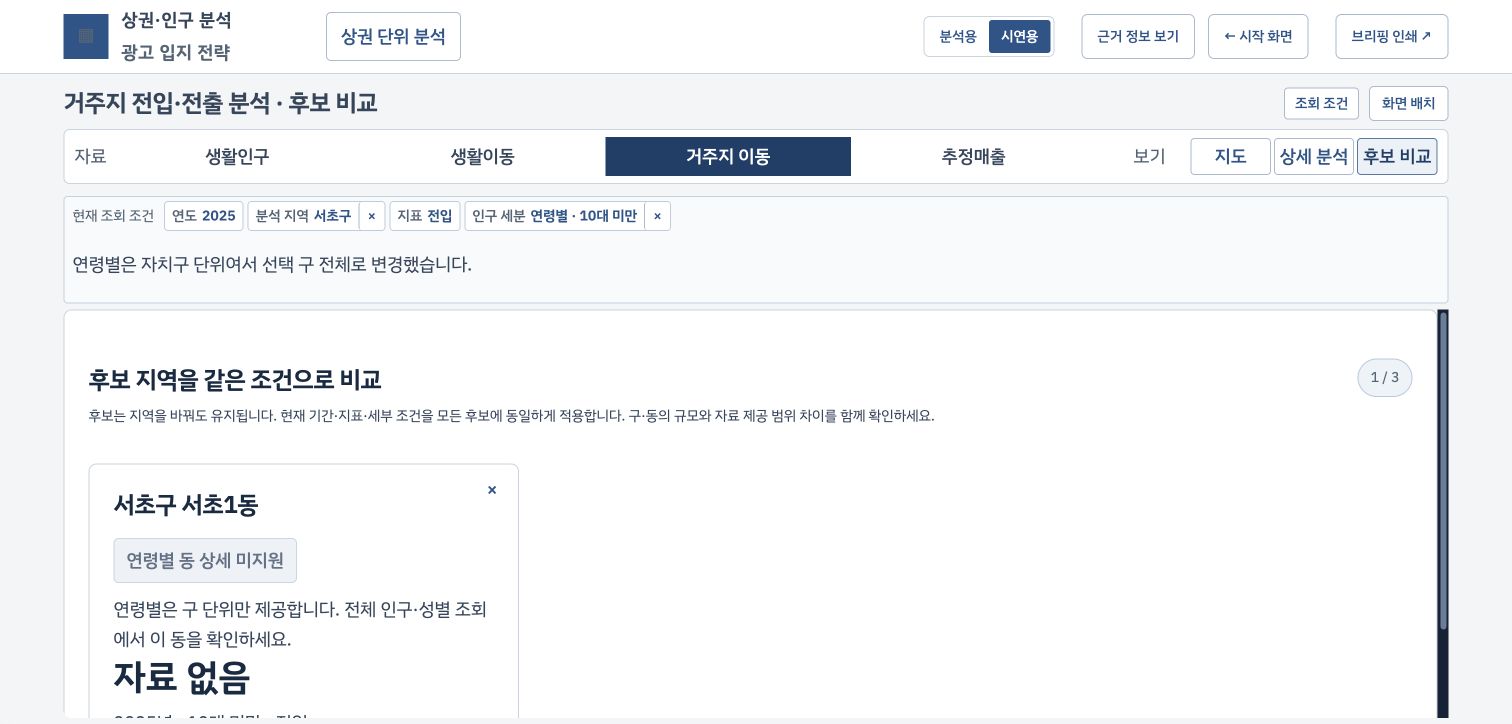 상권·인구 분석
광고 입지 전략
상권 단위 분석
분석용 시연용
근거 정보 보기
← 시작 화면
브리핑 인쇄 ↗
거주지 전입·전출 분석 · 후보 비교
조회 조건
화면 배치
자료 생활인구 생활이동 거주지 이동 추정매출 보기 지도 상세 분석 후보 비교
현재 조회 조건 연도 2025 분석 지역 서초구 × 지표 전입 인구 세분 연령별 · 10대 미만 ×
연령별은 자치구 단위여서 선택 구 전체로 변경했습니다.
후보 지역을 같은 조건으로 비교
1 / 3
후보는 지역을 바꿔도 유지됩니다. 현재 기간·지표·세부 조건을 모든 후보에 동일하게 적용합니다. 구·동의 규모와 자료 제공 범위 차이를 함께 확인하세요.
서초구 서초1동
×
연령별 동 상세 미지원
연령별은 구 단위만 제공합니다. 전체 인구·성별 조회
에서 이 동을 확인하세요.
자료 없음